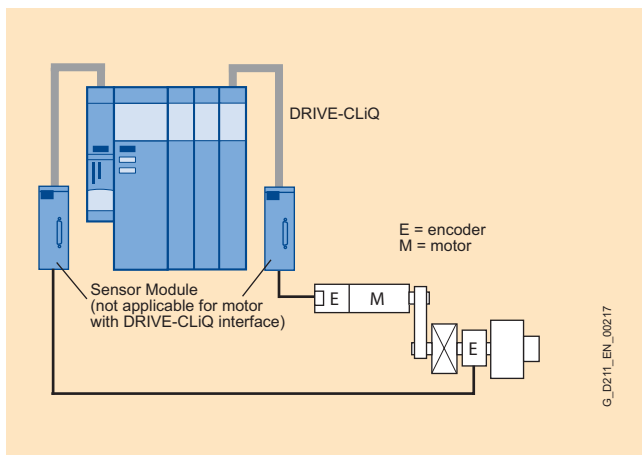 DRIVE-CLiQ
E = encoder
M = motor
Sensor Module
(not applicable for motor
with DRIVE-CLiQ interface)
E
M
E
G_D211_EN_00217